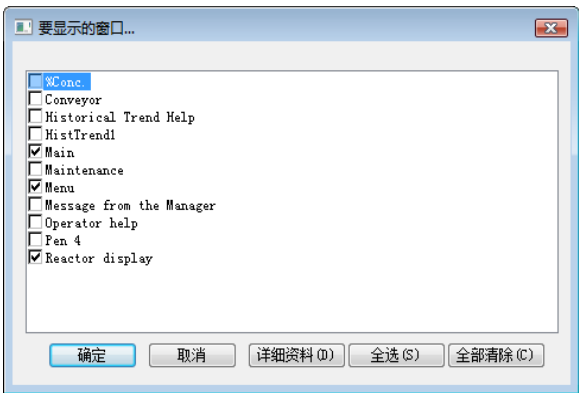 要显示的窗口...
%Conc.
Conveyor
Historical Trend Help
HistTrend1
Main
Maintenance
Menu
Message from the Manager
Operator help
Pen 4
Reactor display
确定 取消 详细资料(D) 全选(S) 全部清除(C)